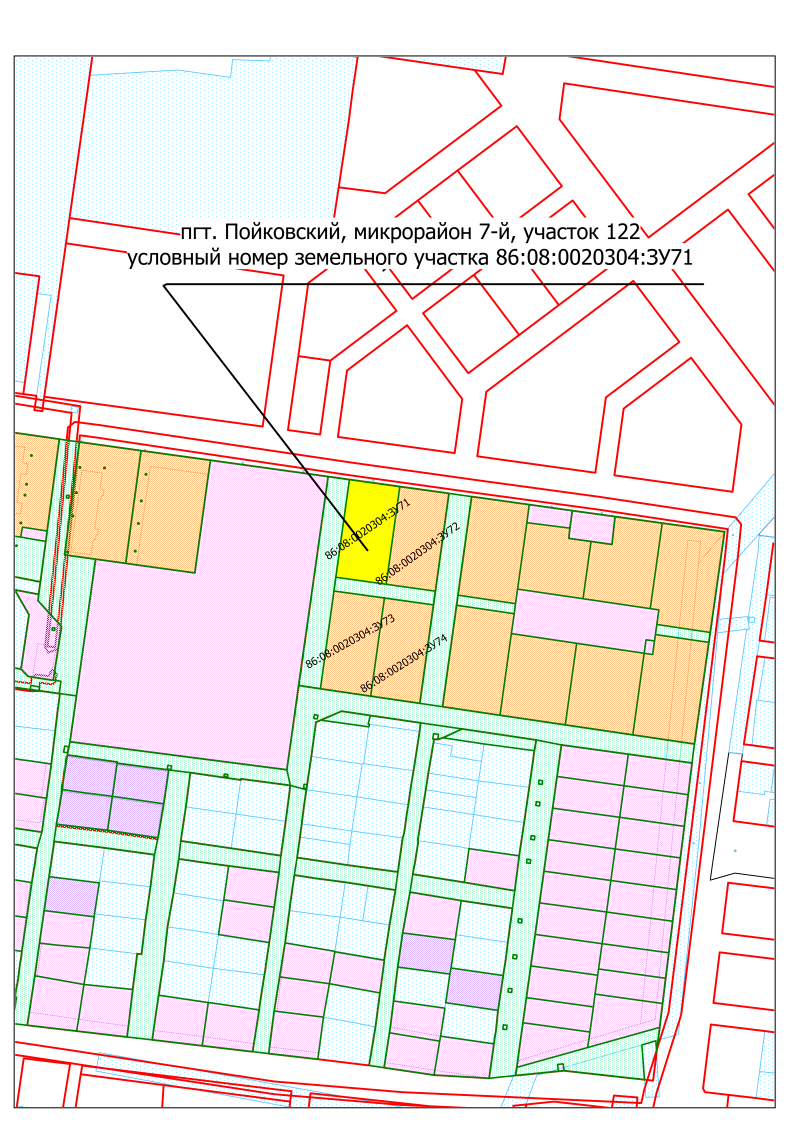 пгт. Пойковский, микрорайон 7-й, участок 122
условный номер земельного участка 86:08:0020304:ЗУ71
86:08:0020304:ЗУ71
86:08:0020304:ЗУ72
86:08:0020304:ЗУ73
86:08:0020304:ЗУ74